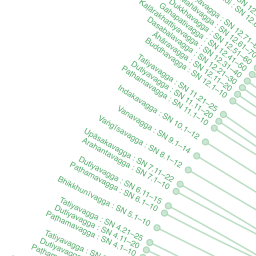 Dukkhavagga : SN 12.
Gahapativagga : SN 12.41–50
Kaḷārakhattiyavagga : SN 12.31–40
Dasabalavagga : SN 12.21–30
Āhāravagga : SN 12.11–20
Buddhavagga : SN 12.1–10
Tatiyavagga : SN 11.21–25
Dutiyavagga : SN 11.11–20
Paṭhamavagga : SN 11.1–10
Indakavagga : SN 10.1–12
Vanavagga : SN 9.1–14
Vaṅgīsavagga : SN 8.1–12
Upāsakavagga : SN 7.11–22
Arahantavagga : SN 7.1–10
Dutiyavagga : SN 6.11–15
Paṭhamavagga : SN 6.1–10
Bhikkhunīvagga : SN 5.1–10
Tatiyavagga : SN 4.21–25
Dutiyavagga : SN 4.11–20
Paṭhamavagga : SN 4.1–10
Tatiyavagga : SN
Dutiyavagga :